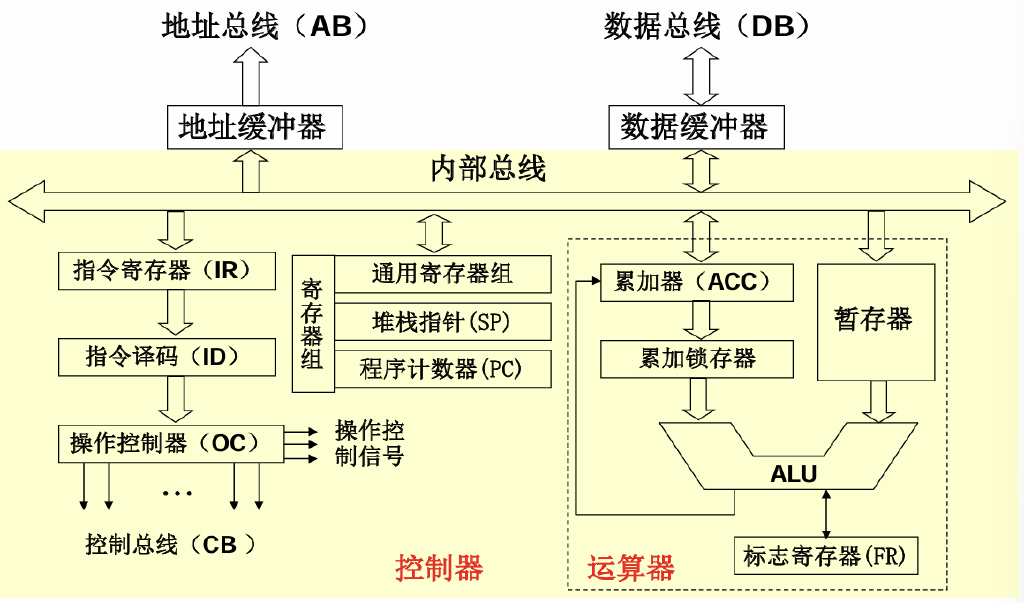 地址总线（AB）
数据总线（DB）
地址缓冲器
数据缓冲器
内部总线
指令寄存器（IR）
指令译码（ID）
操作控制器（OC）
操作控
制信号
...
控制总线（CB ）
寄存器组
通用寄存器组
堆栈指针(SP)
程序计数器(PC)
控制器
累加器（ACC）
累加锁存器
暂存器
ALU
标志寄存器(FR)
运算器